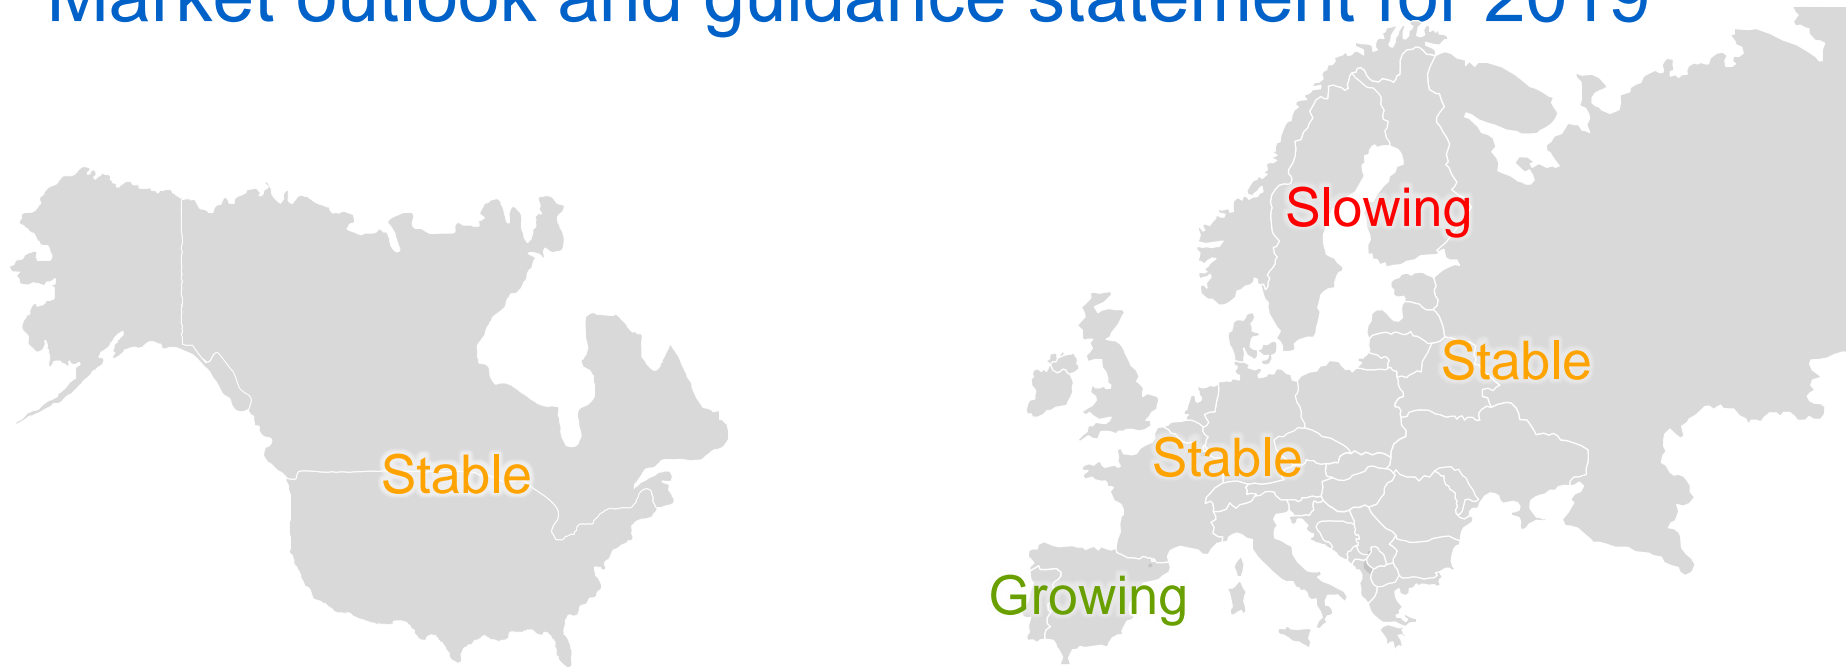 Market outlook and guidance statement for 2019
Slowing
Stable
Stable
Stable
Growing